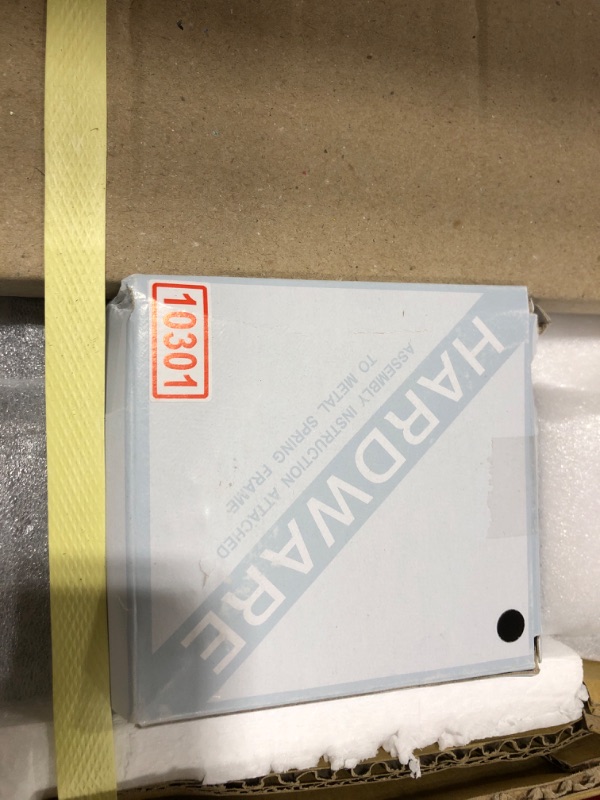 10301
HARDWARE
ASSEMBLY INSTRUCTION ATTACHED
TO METAL SPRING FRAME